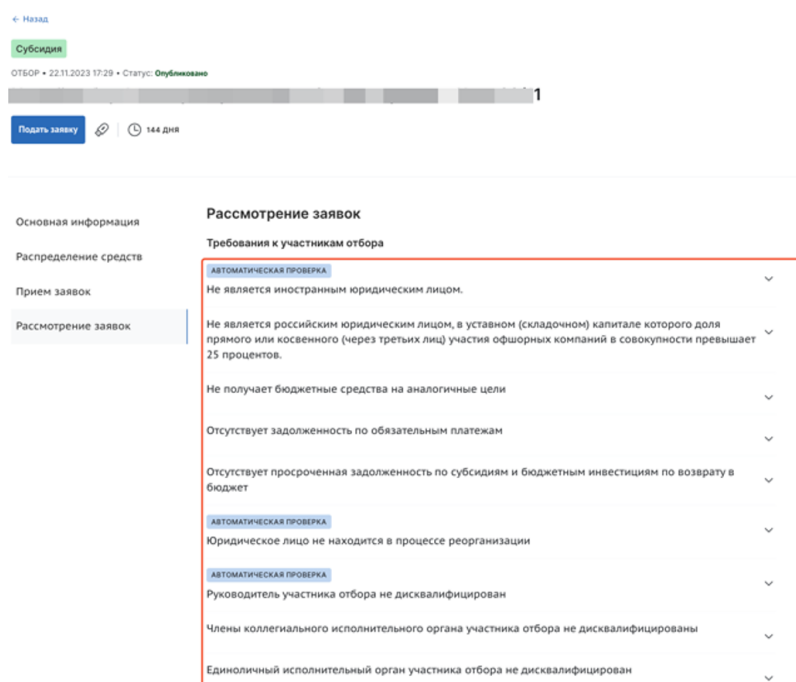 ← Назад
Субсидия
ОТБОР • 22.11.2023 17:29 • Статус: Опубликовано
1
Подать заявку
144 ДНЯ
Основная информация
Распределение средств
Прием заявок
Рассмотрение заявок
Рассмотрение заявок
Требования к участникам отбора
АВТОМАТИЧЕСКАЯ ПРОВЕРКА
Не является иностранным юридическим лицом.
Не является российским юридическим лицом, в уставном (складочном) капитале которого доля
прямого или косвенного (через третьих лиц) участия офшорных компаний в совокупности превышает
25 процентов.
Не получает бюджетные средства на аналогичные цели
Отсутствует задолженность по обязательным платежам
Отсутствует просроченная задолженность по субсидиям и бюджетным инвестициям по возврату в
бюджет
АВТОМАТИЧЕСКАЯ ПРОВЕРКА
Юридическое лицо не находится в процессе реорганизации
АВТОМАТИЧЕСКАЯ ПРОВЕРКА
Руководитель участника отбора не дисквалифицирован
Члены коллегиального исполнительного органа участника отбора не дисквалифицированы
Единоличный исполнительный орган участника отбора не дисквалифицирован